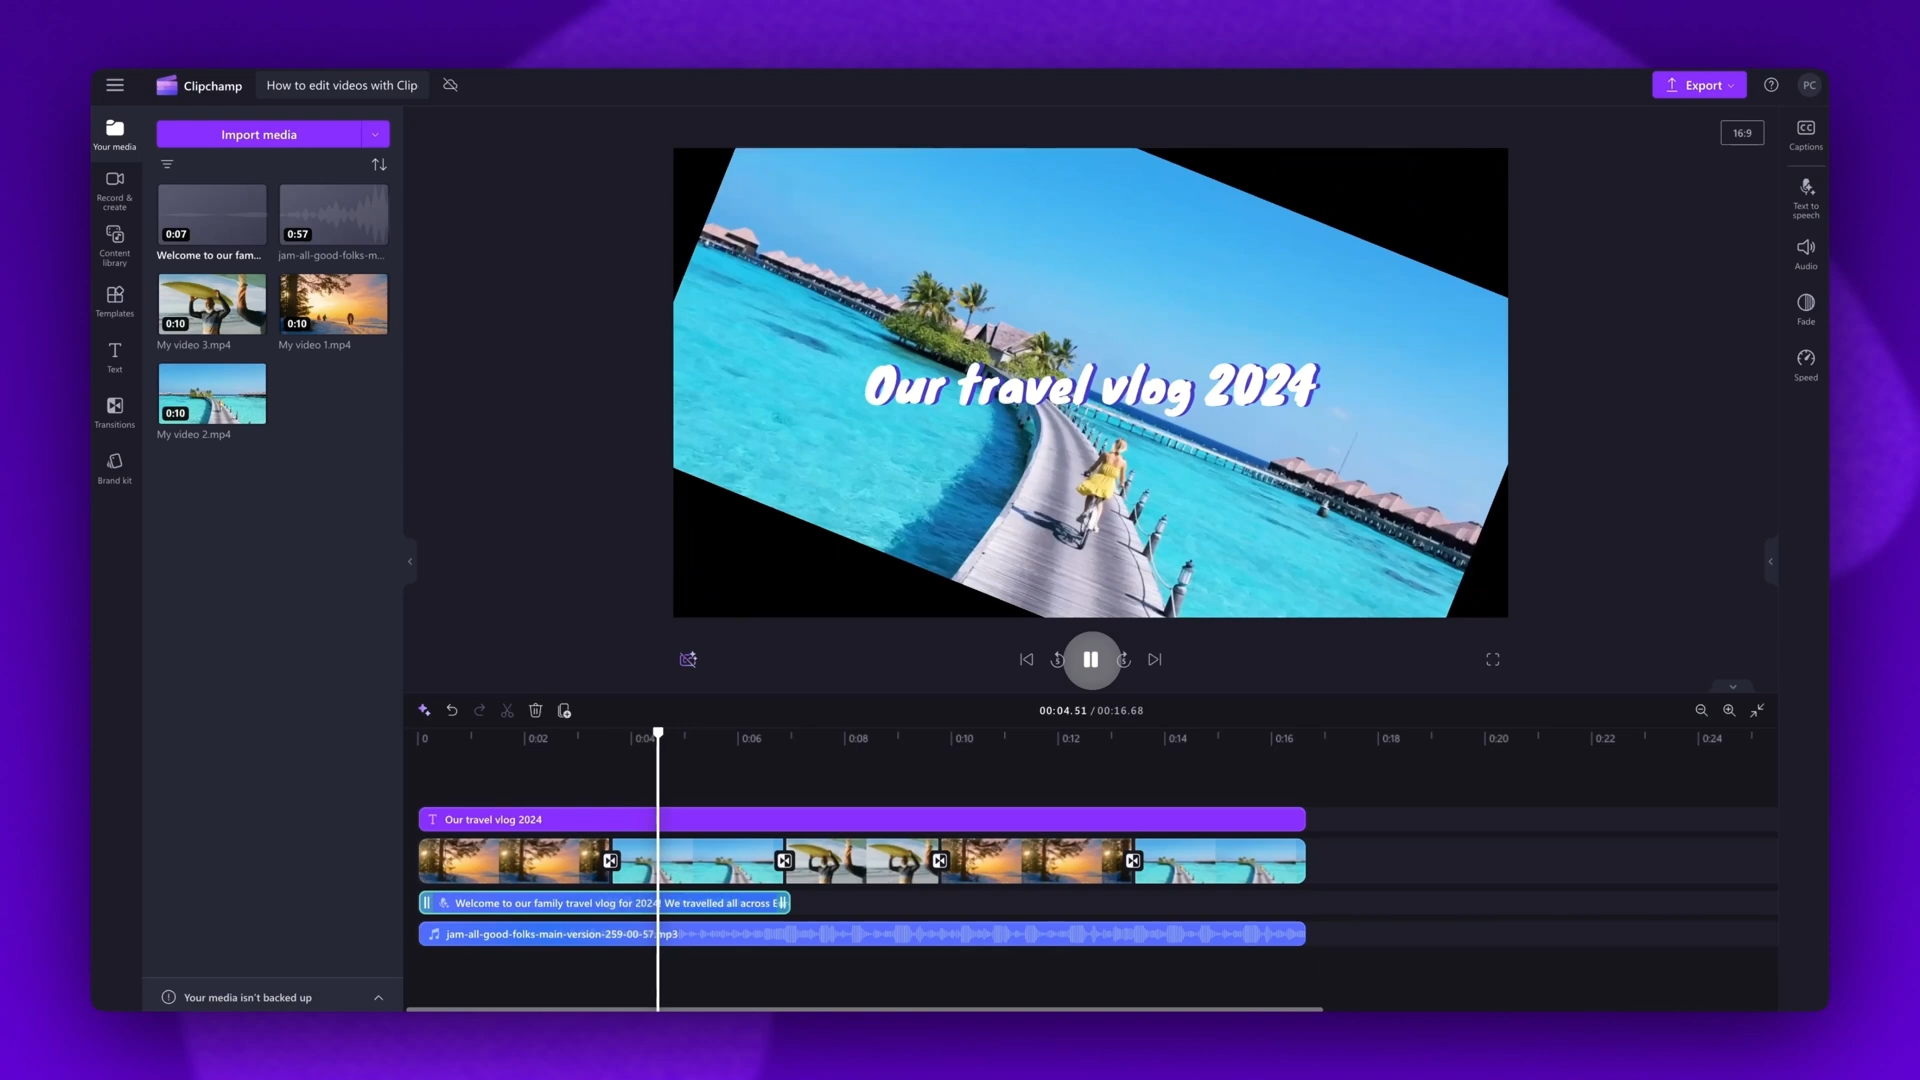 Clipchamp
How to edit videos with Clip
Export
PC
Your media
Record &
create
Content
library
Templates
Text
Transitions
Brand kit
Import media
0:07
0:57
Welcome to our fam...
jam-all-good-folks-m...
0:10
0:10
My video 3.mp4
My video 1.mp4
0:10
My video 2.mp4
Your media isn't backed up
16:9
Our travel vlog 2024
CC
Captions
Text to
speech
Audio
Fade
Speed
5
5
00:04.51 / 00:16.68
0
0:02
0:04
0:06
0:08
0:10
0:12
0:14
0:16
0:18
0:20
0:22
0:24
T Our travel vlog 2024
Welcome to our family travel vlog for 2024! We travelled all across E
jam-all-good-folks-main-version-259-00-57.mp3